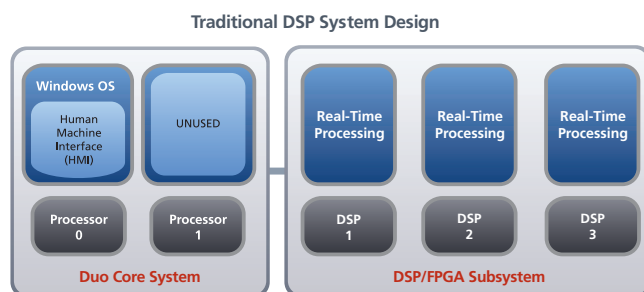 Traditional DSP System Design
Windows OS
Human
Machine
Interface
(HMI)
UNUSED
Processor
0
Processor
1
Duo Core System
Real-Time
Processing
Real-Time
Processing
Real-Time
Processing
DSP
1
DSP
2
DSP
3
DSP/FPGA Subsystem